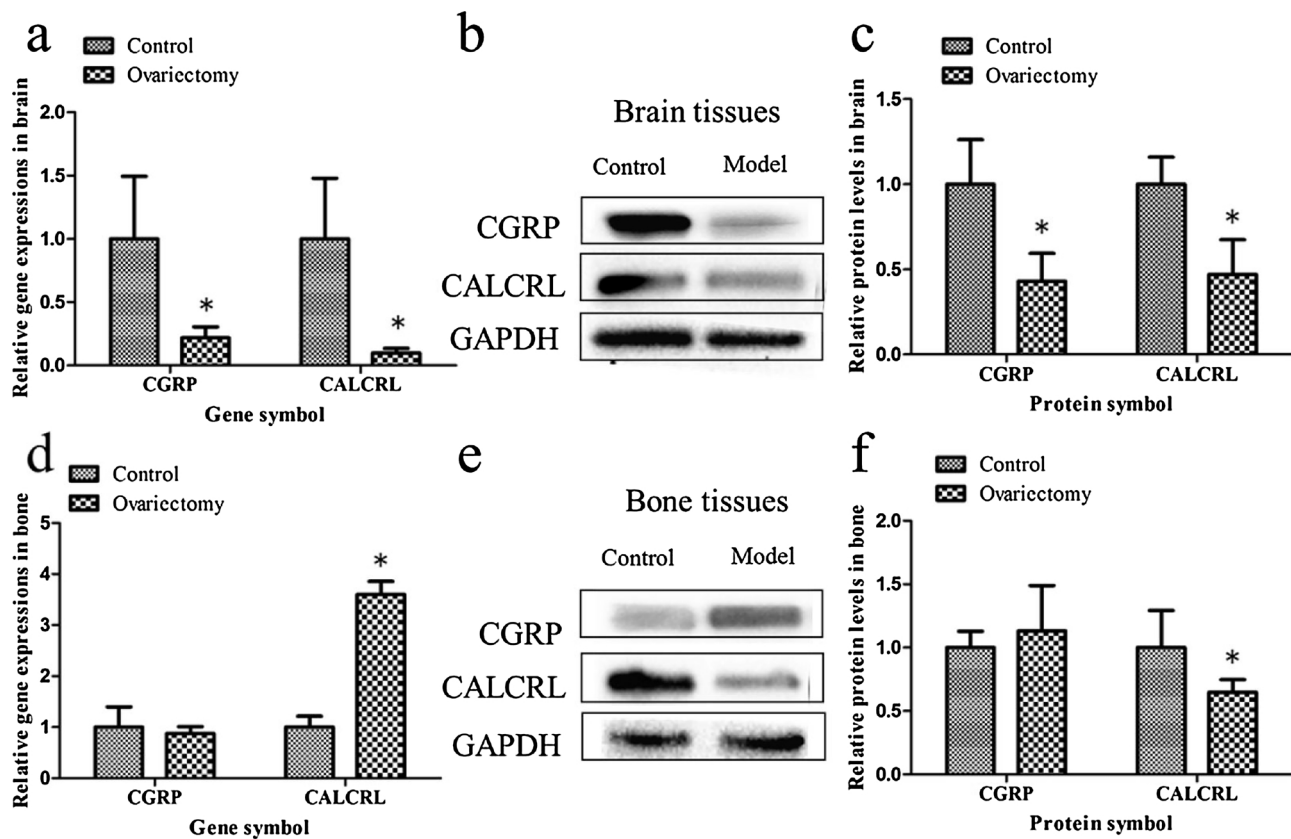 a
Control
Ovariectomy
Relative gene expressions in brain
2.0
1.5
1.0
0.5
0.0
*
*
CGRP CALCRL
Gene symbol
b
Brain tissues
Control Model
CGRP
CALCRL
GAPDH
c
Control
Ovariectomy
Relative protein levels in brain
1.5
1.0
0.5
0.0
*
*
CGRP CALCRL
Protein symbol
d
Control
Ovariectomy
Relative gene expressions in bone
5
4
3
2
1
0
*
CGRP CALCRL
Gene symbol
e
Bone tissues
Control Model
CGRP
CALCRL
GAPDH
f
Control
Ovariectomy
Relative protein levels in bone
2.0
1.5
1.0
0.5
0.0
*
CGRP CALCRL
Protein symbol